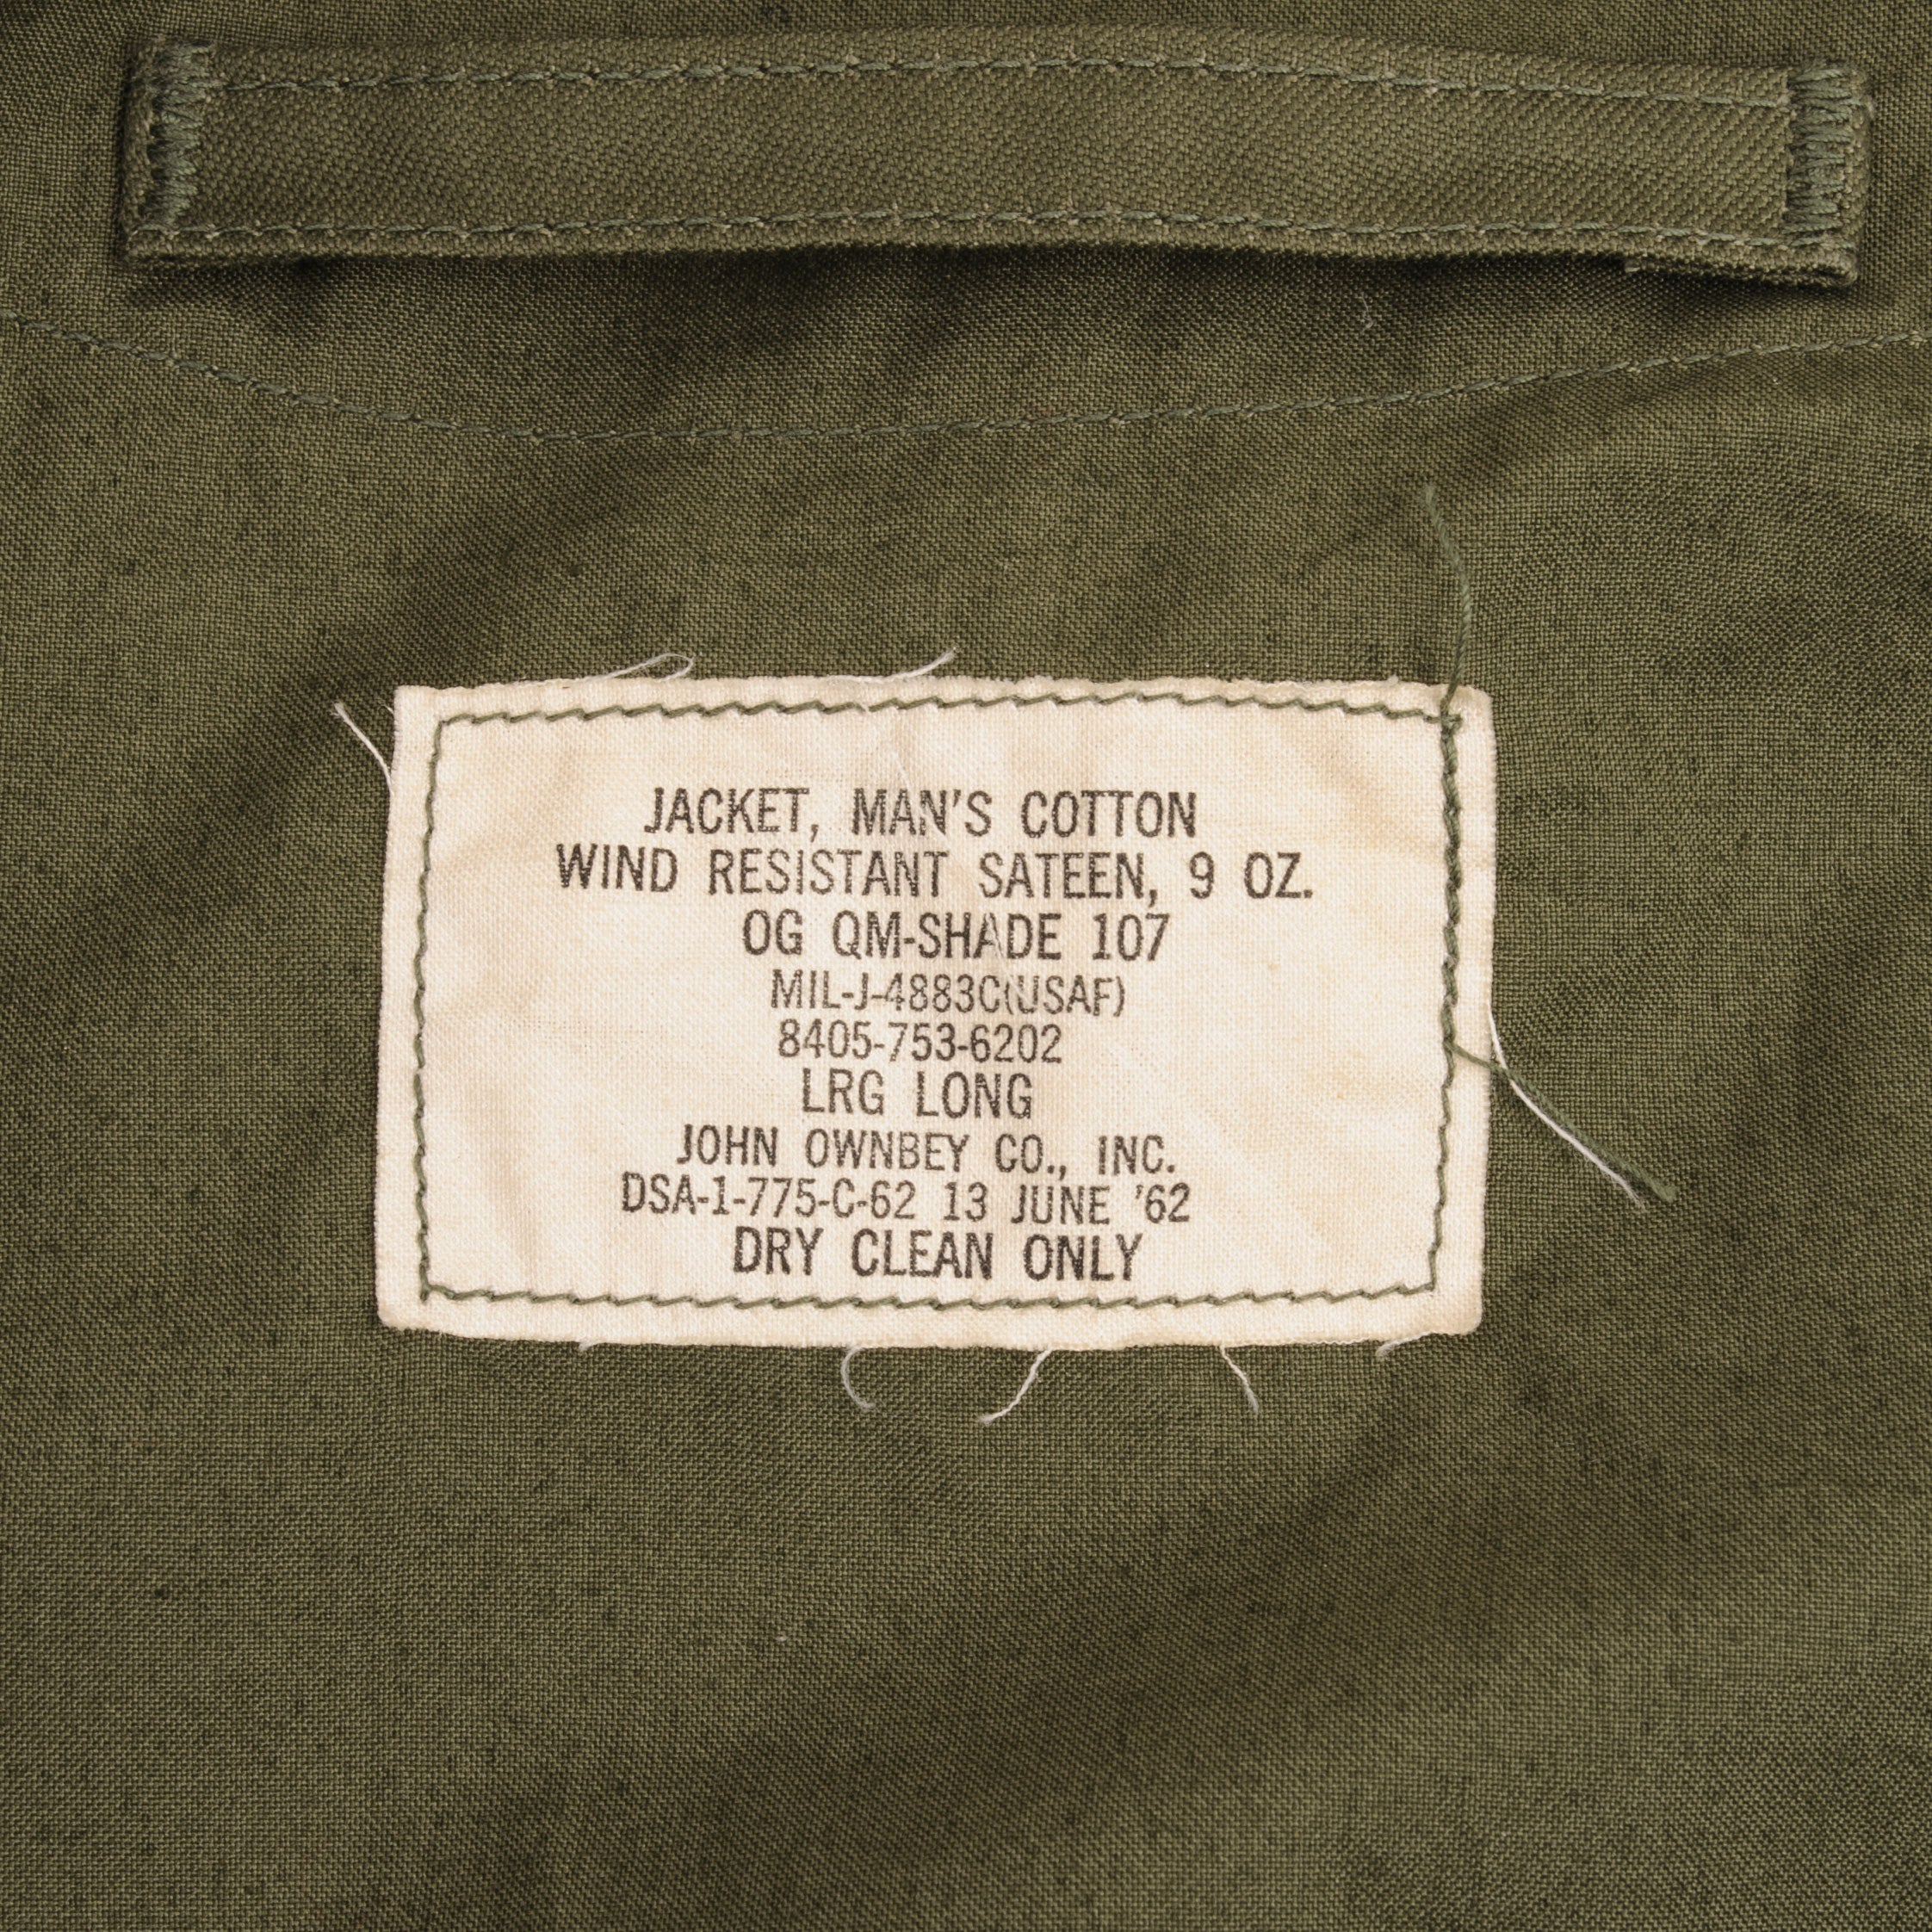 JACKET, MAN'S COTTON
WIND RESISTANT SATEEN, 9 OZ.
OG QM-SHADE 107
MIL-J-4883C(USAF)
8405-753-6202
LRG LONG
JOHN OWNBEY CO., INC.
DSA-1-775-C-62 13 JUNE '62
DRY CLEAN ONLY